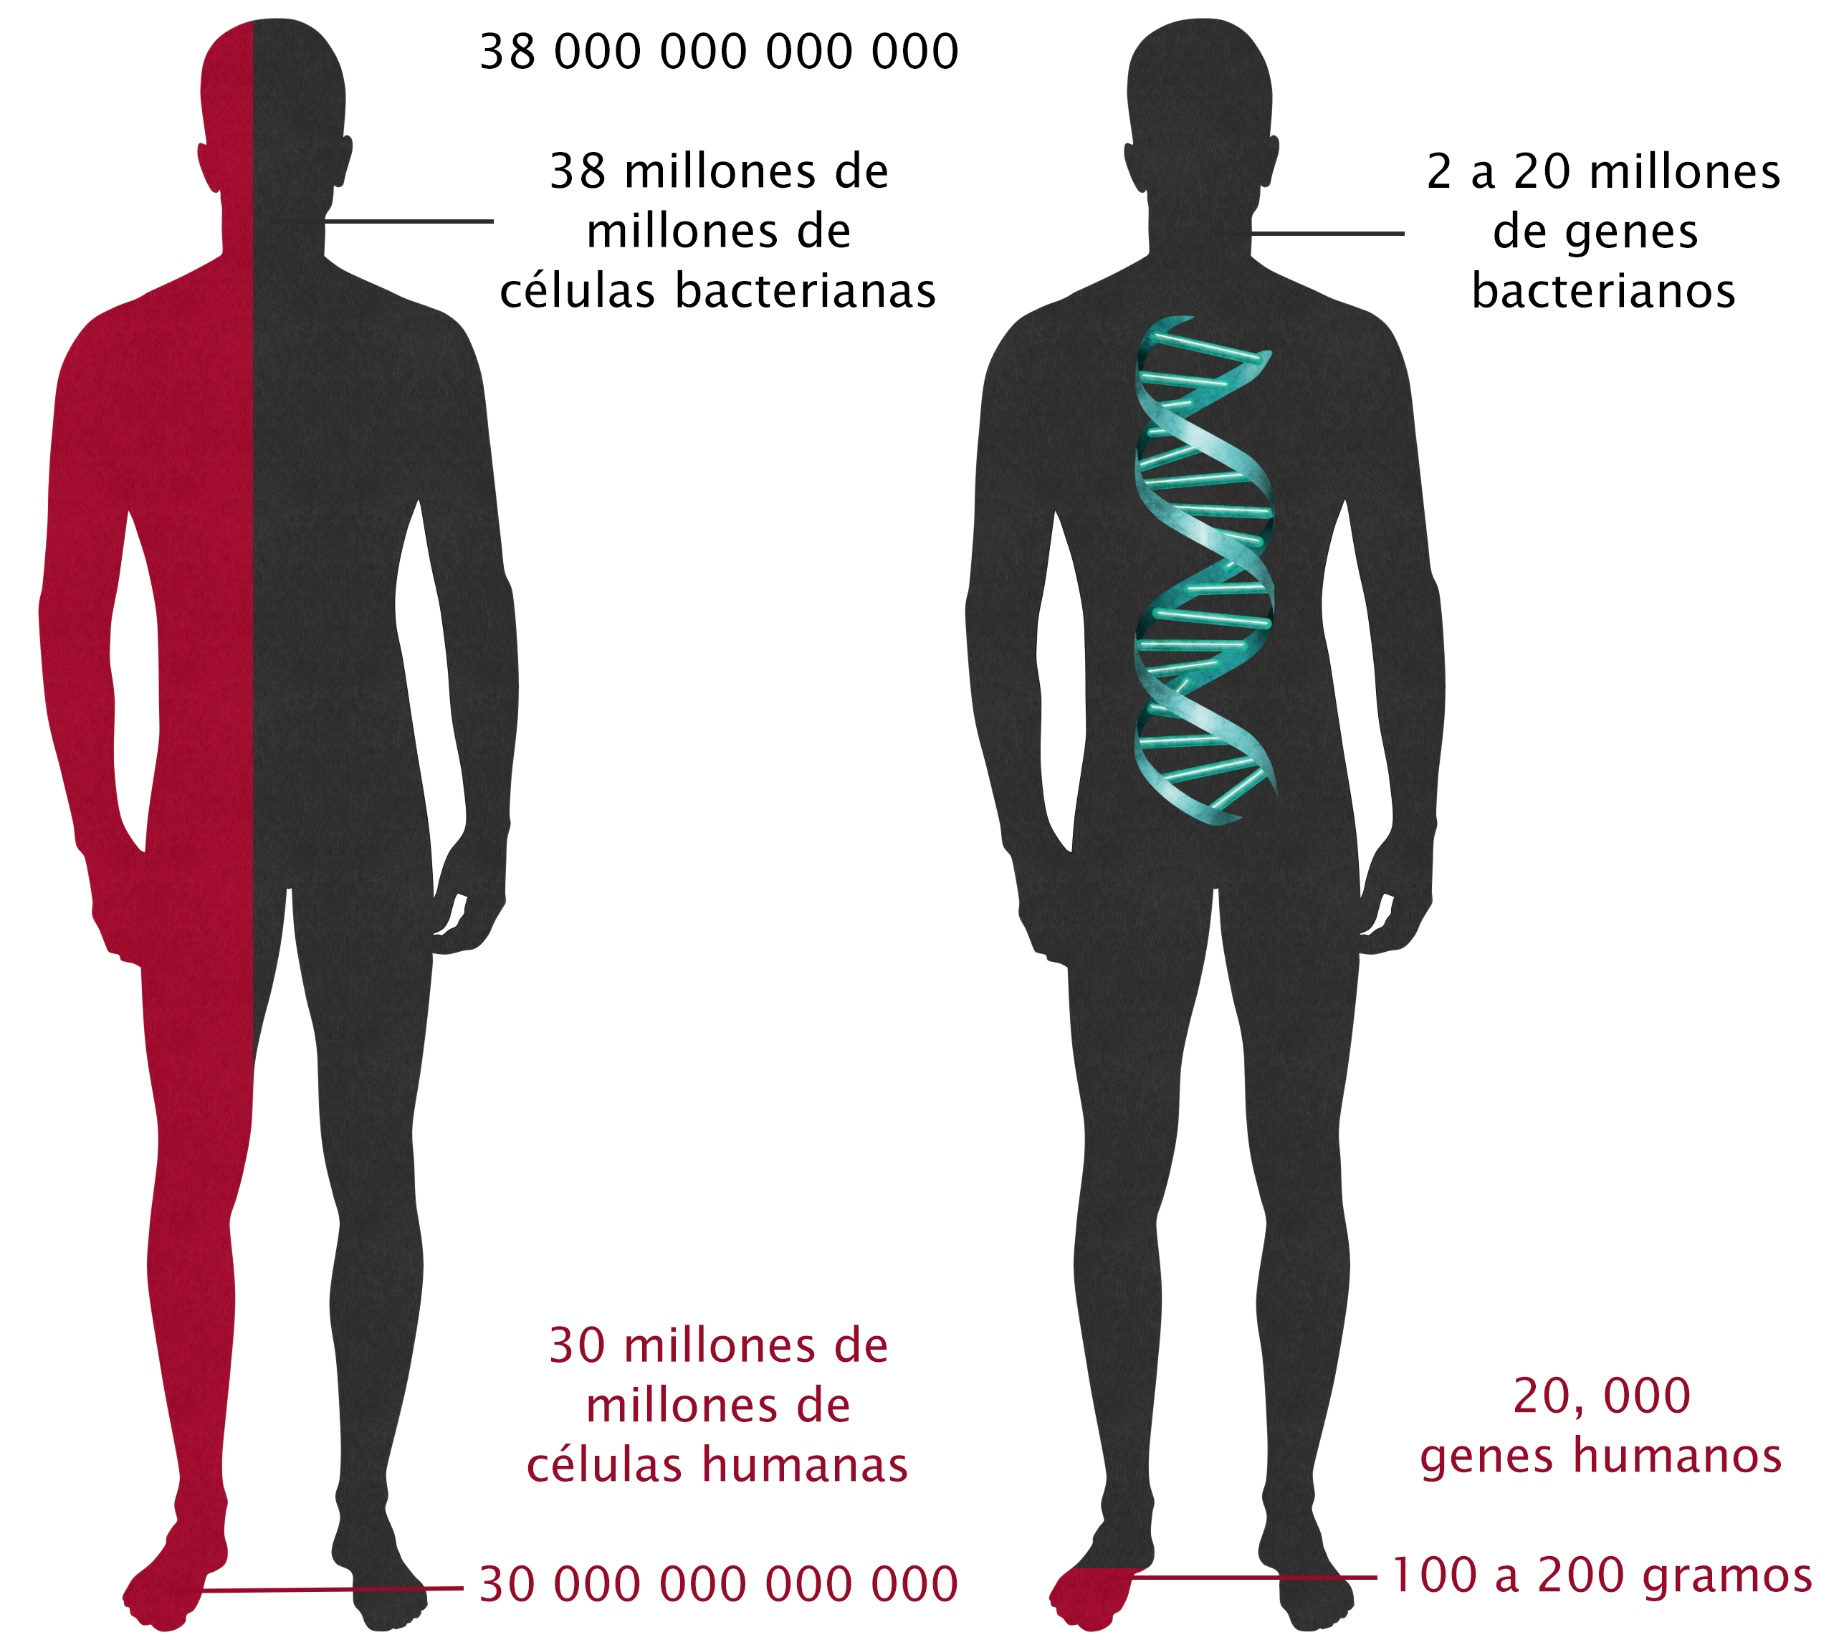 38 000 000 000 000
38 millones de
millones de
células bacterianas
30 millones de
millones de
células humanas
30 000 000 000 000
2 a 20 millones
de genes
bacterianos
20, 000
genes humanos
100 a 200 gramos